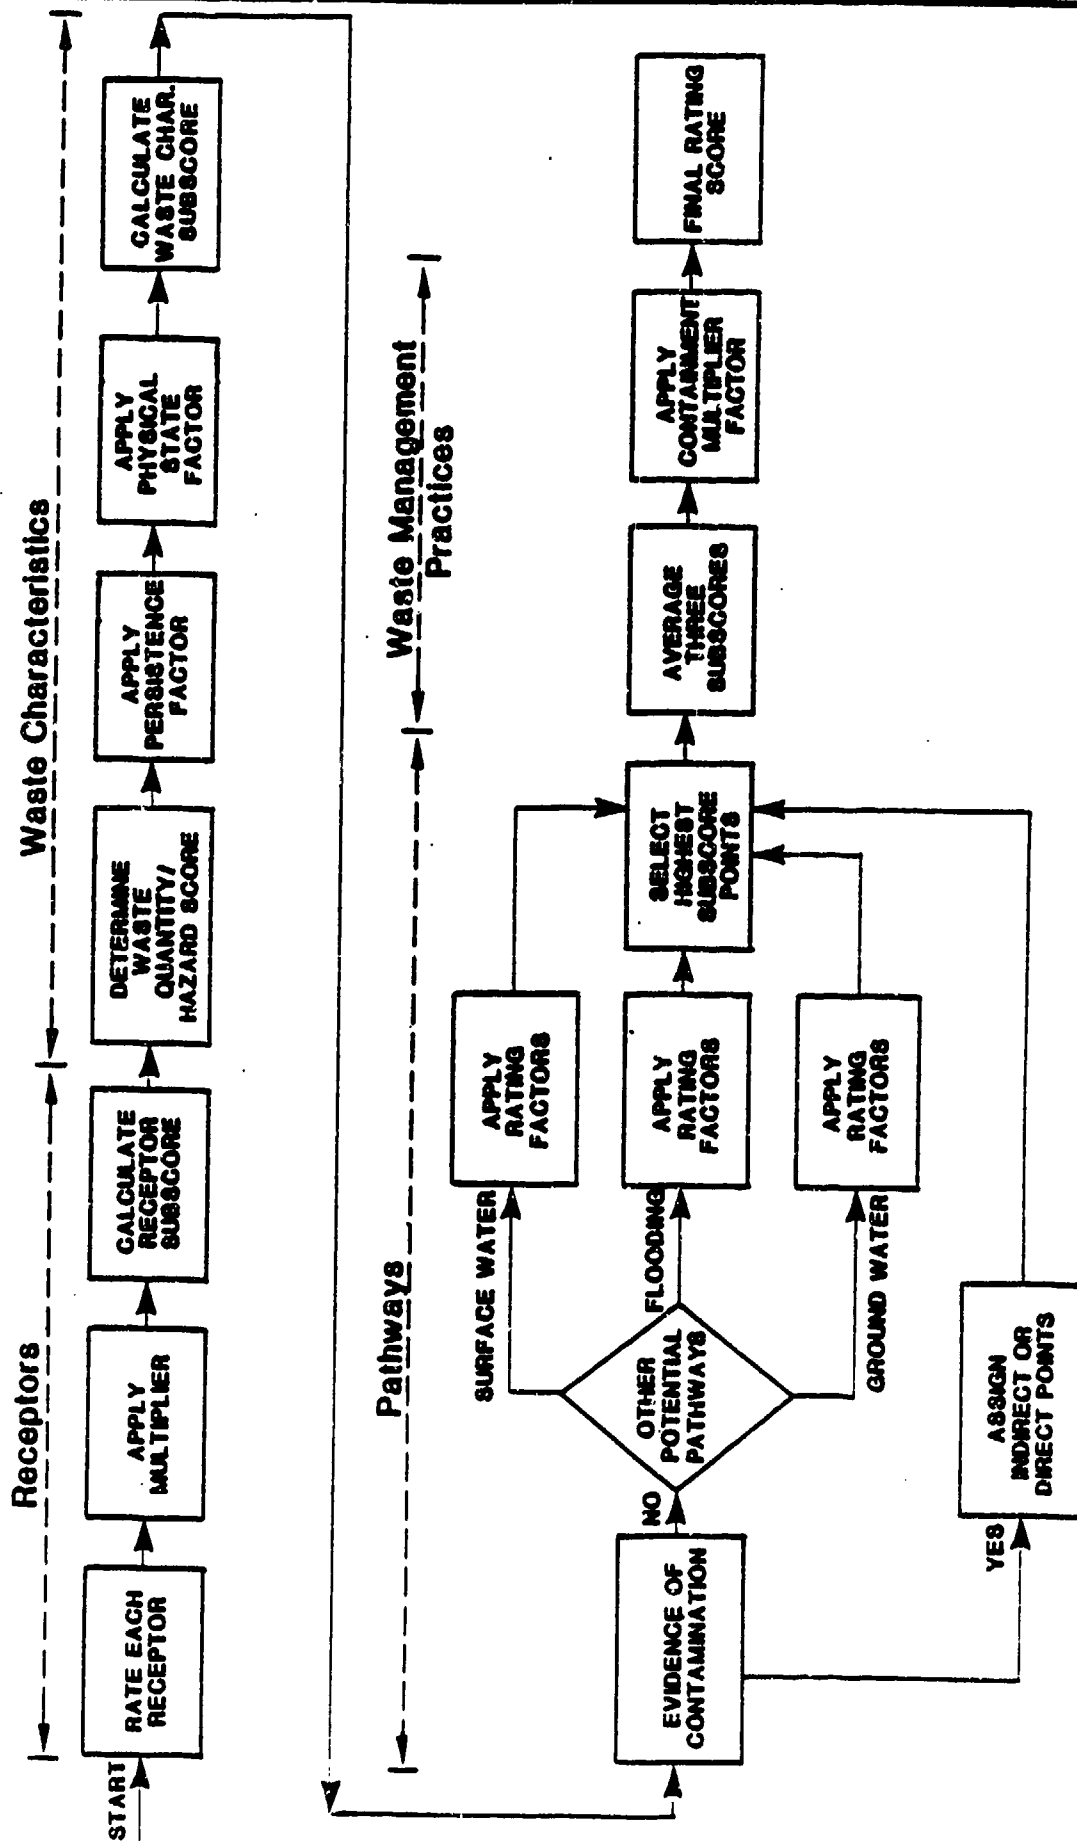 Receptors
Waste Characteristics
START
RATE EACH
RECEPTOR
APPLY
MULTIPLIER
CALCULATE
RECEPTOR
SUBSCORE
DETERMINE
WASTE
QUANTITY/
HAZARD SCORE
APPLY
PERSISTENCE
FACTOR
APPLY
PHYSICAL
STATE
FACTOR
CALCULATE
WASTE CHAR.
SUBSCORE
Pathways
Waste Management
Practices
EVIDENCE OF
CONTAMINATION
NO
YES
OTHER
POTENTIAL
PATHWAYS
SURFACE WATER
FLOODING
GROUND WATER
APPLY
RATING
FACTORS
APPLY
RATING
FACTORS
APPLY
RATING
FACTORS
ASSIGN
INDIRECT OR
DIRECT POINTS
SELECT
HIGHEST
SUBSCORE
POINTS
AVERAGE
THREE
SUBSCORES
APPLY
CONTAINMENT
MULTIPLIER
FACTOR
FINAL RATING
SCORE